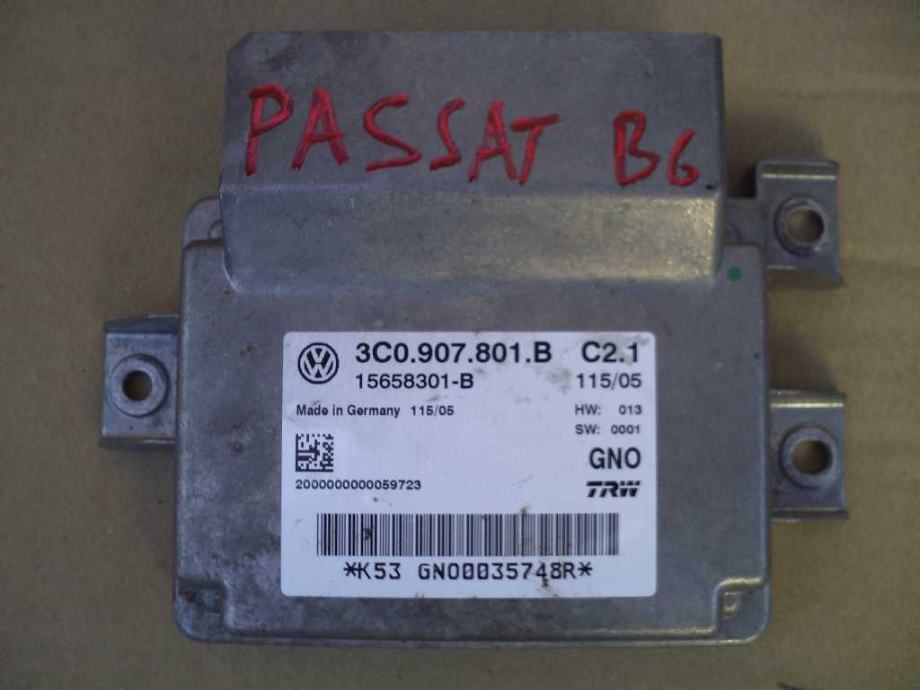 PASSAT B6
3C0.907.801.B C2.1
15658301-B 115/05
Made in Germany 115/05 HW: 013
SW: 0001
GNO
2000000000059723 TRW
*K53 GNO0035748R*